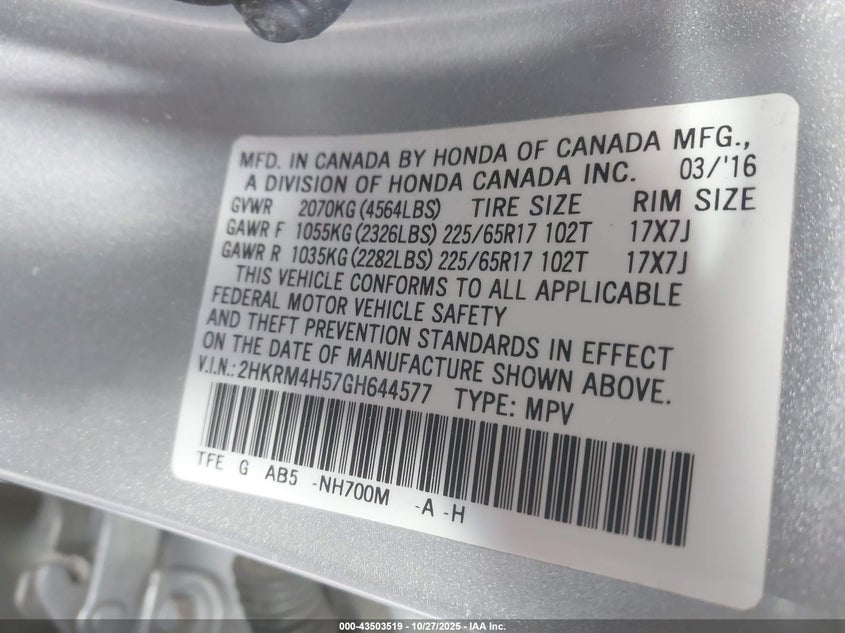 MFD. IN CANADA BY HONDA OF CANADA MFG.,
A DIVISION OF HONDA CANADA INC. 03/'16
GVWR 2070KG (4564LBS) TIRE SIZE RIM SIZE
GAWR F 1055KG (2326LBS) 225/65R17 102T 17X7J
GAWR R 1035KG (2282LBS) 225/65R17 102T 17X7J
THIS VEHICLE CONFORMS TO ALL APPLICABLE
FEDERAL MOTOR VEHICLE SAFETY
AND THEFT PREVENTION STANDARDS IN EFFECT
ON THE DATE OF MANUFACTURE SHOWN ABOVE.
V.I.N.: 2HKRM4H57GH644577 TYPE: MPV
TFE G AB5 -NH700M -A -H
000-43503519 | 10/27/2025 | IAA Inc.